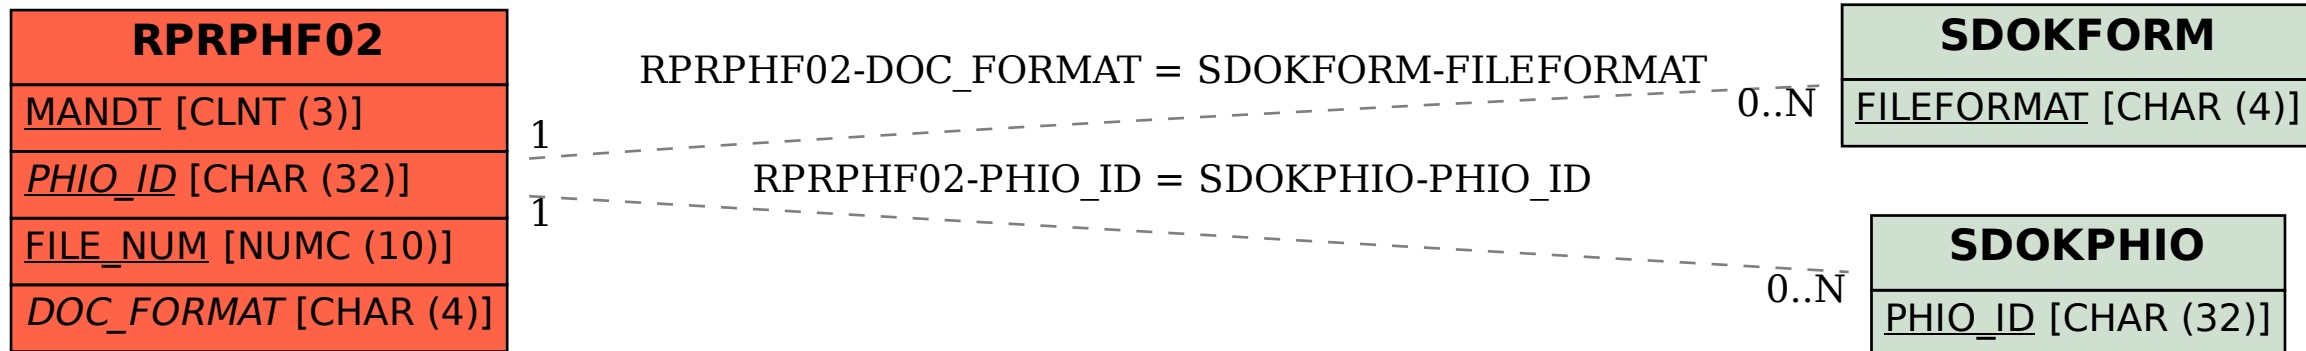 RPRPHF02
MANDT [CLNT (3)]
PHIO_ID [CHAR (32)]
FILE_NUM [NUMC (10)]
DOC_FORMAT [CHAR (4)]
RPRPHF02-DOC_FORMAT = SDOKFORM-FILEFORMAT
1
0..N
RPRPHF02-PHIO_ID = SDOKPHIO-PHIO_ID
1
0..N
SDOKFORM
FILEFORMAT [CHAR (4)]
SDOKPHIO
PHIO_ID [CHAR (32)]